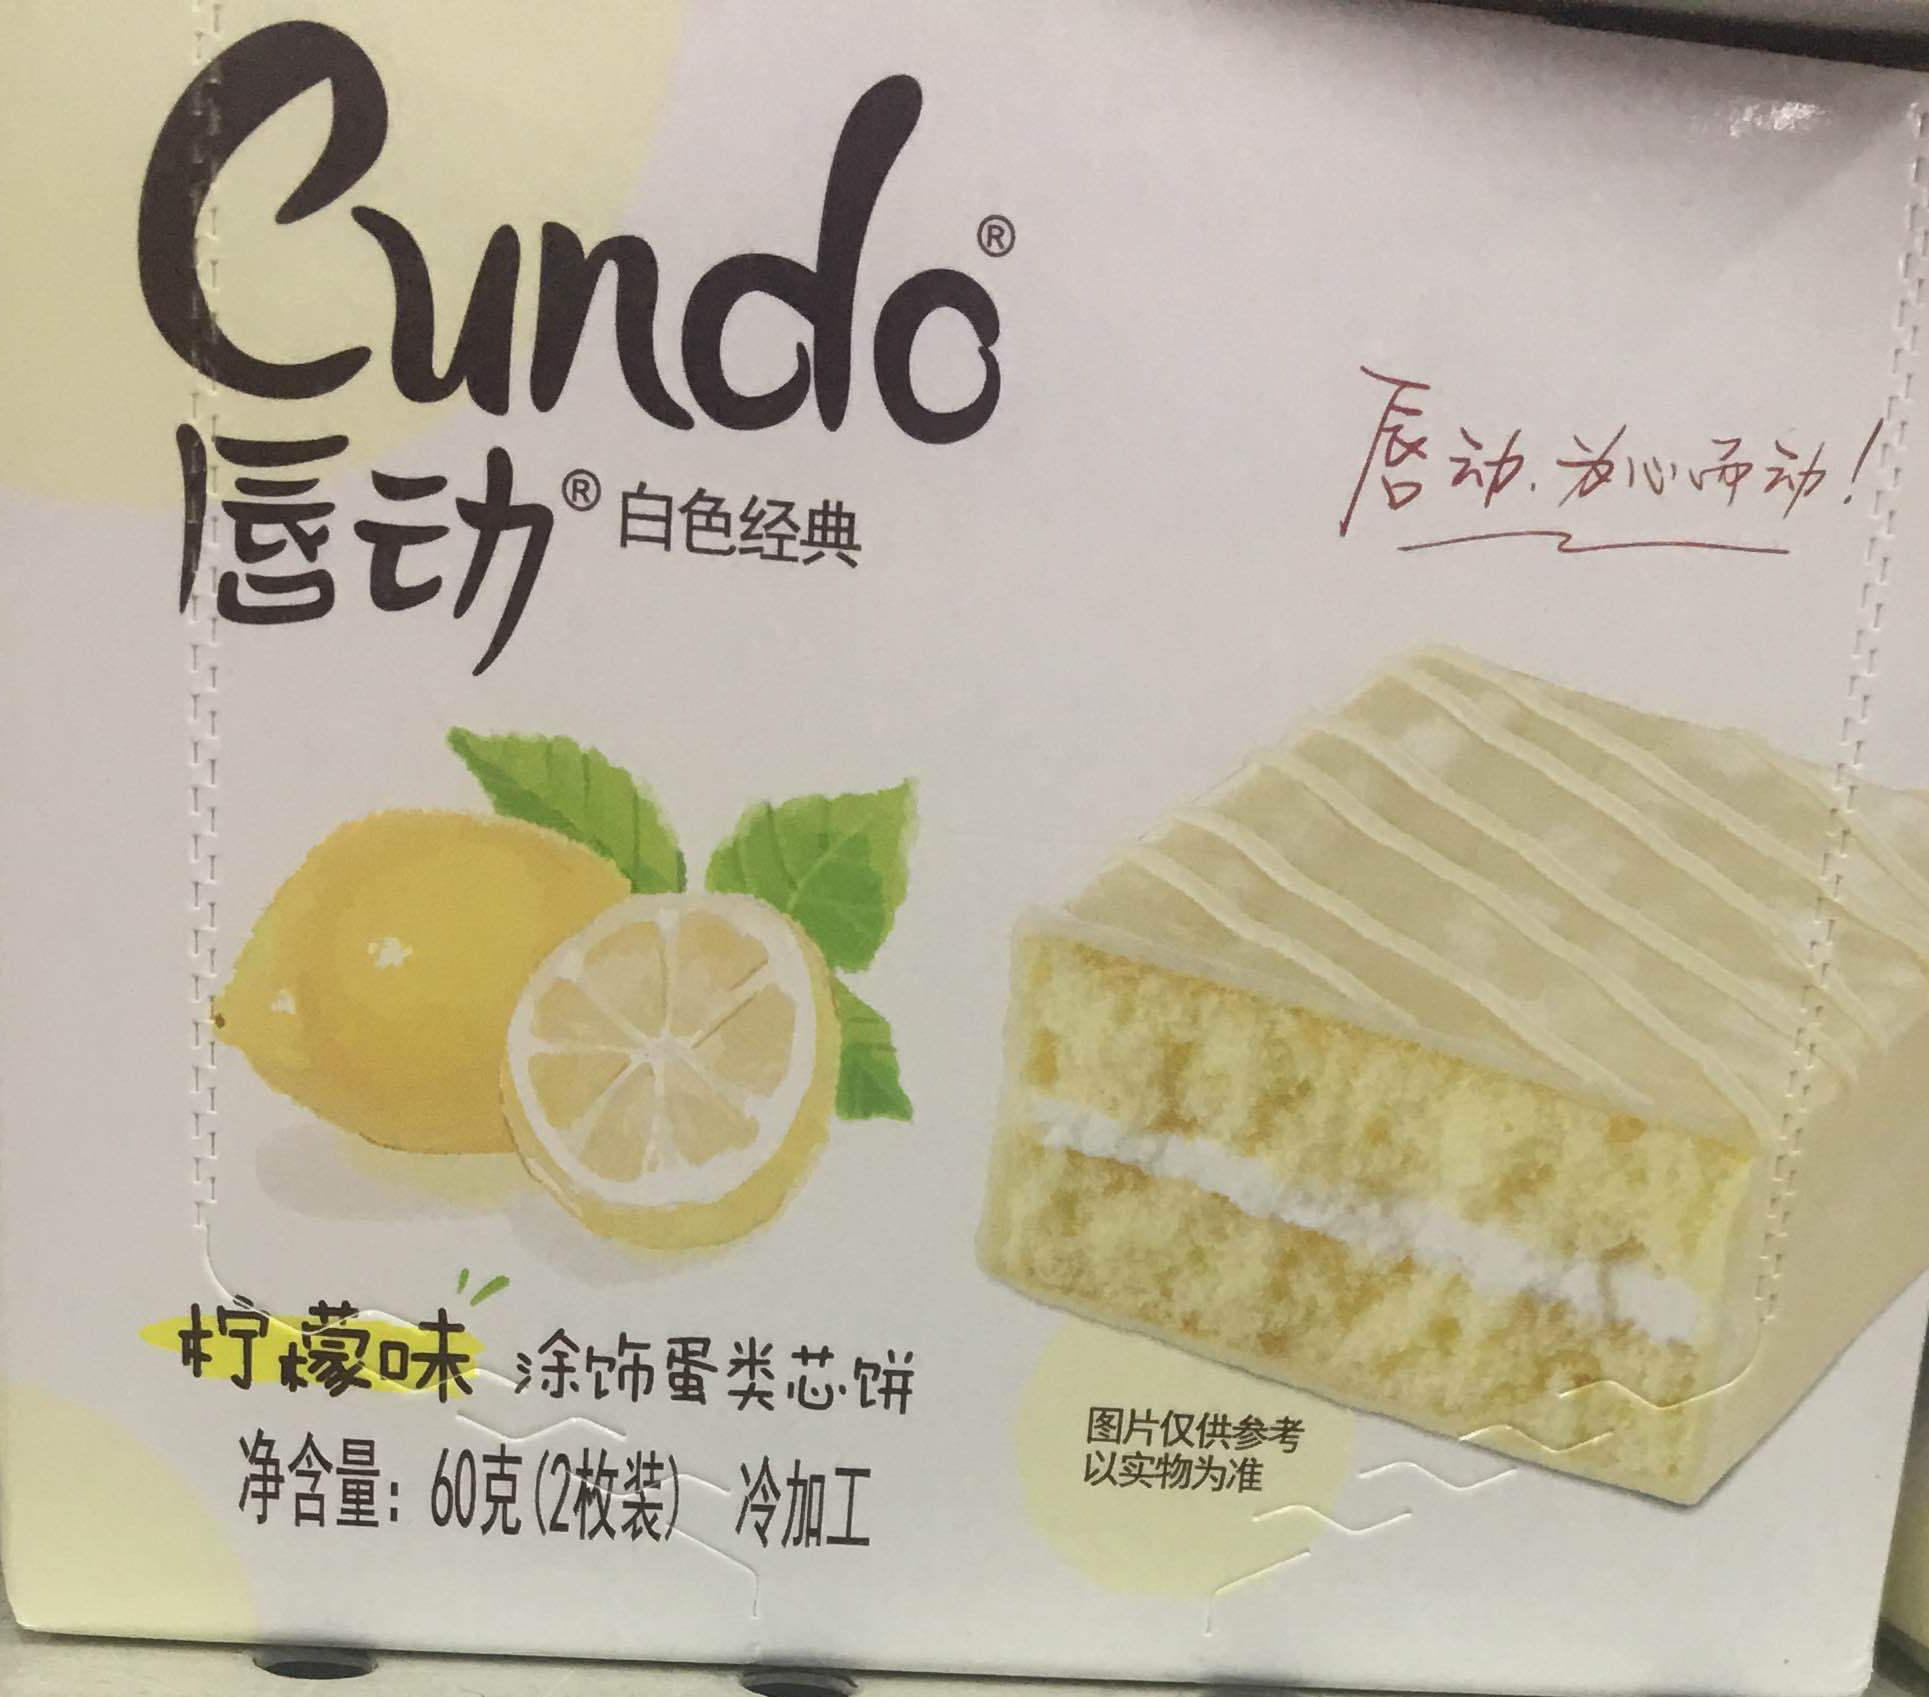 Cundo®
唇动® 白色经典
唇动,为心而动!
柠檬味 涂饰蛋类芯饼
净含量: 60克(2枚装) 冷加工
图片仅供参考
以实物为准